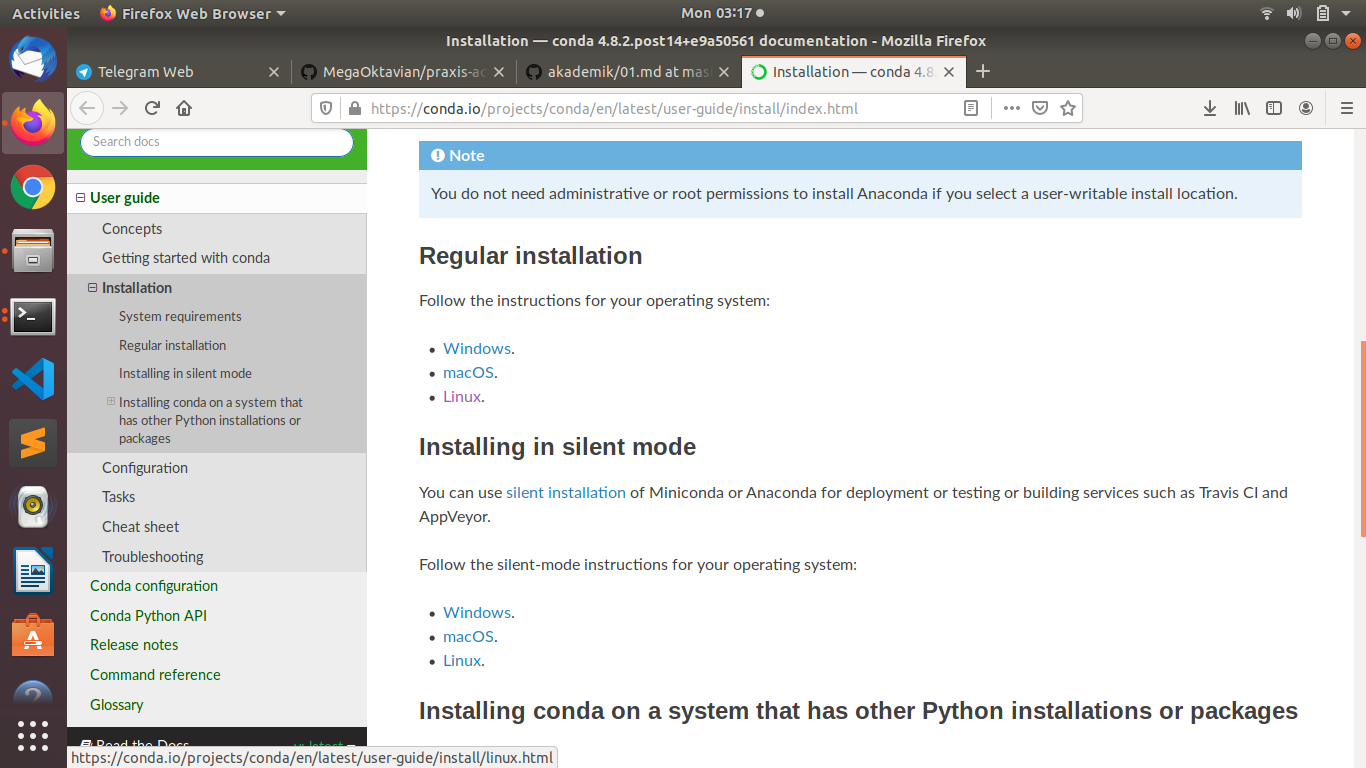 Activities Firefox Web Browser Mon 03:17
Installation — conda 4.8.2.post14+e9a50561 documentation - Mozilla Firefox
Telegram Web MegaOktavian/praxis-ac akademik/01.md at mas Installation — conda 4.8.
https://conda.io/projects/conda/en/latest/user-guide/install/index.html
Search docs
User guide
Concepts
Getting started with conda
Installation
System requirements
Regular installation
Installing in silent mode
Installing conda on a system that
has other Python installations or
packages
Configuration
Tasks
Cheat sheet
Troubleshooting
Conda configuration
Conda Python API
Release notes
Command reference
Glossary
Read the Docs v: latest
Note
You do not need administrative or root permissions to install Anaconda if you select a user-writable install location.
Regular installation
Follow the instructions for your operating system:
Windows.
macOS.
Linux.
Installing in silent mode
You can use silent installation of Miniconda or Anaconda for deployment or testing or building services such as Travis CI and
AppVeyor.
Follow the silent-mode instructions for your operating system:
Windows.
macOS.
Linux.
Installing conda on a system that has other Python installations or packages
https://conda.io/projects/conda/en/latest/user-guide/install/linux.html